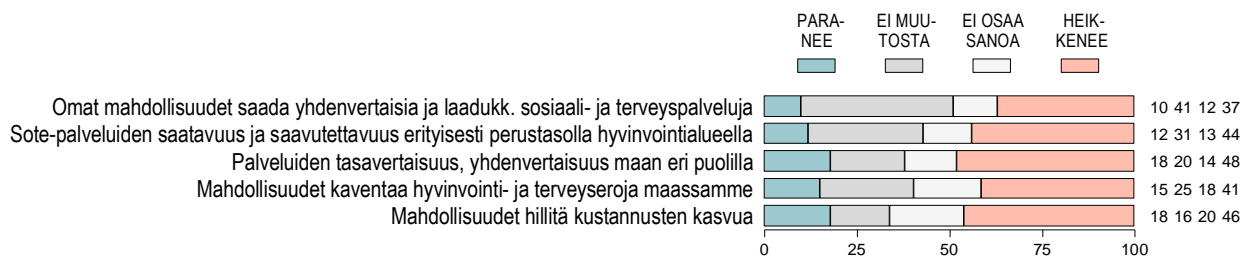 PARA- EI MUU- EI OSAA HEIK-
NEE TOSTA SANOA KENEE
Omat mahdollisuudet saada yhdenvertaisia ja laadukk. sosiaali- ja terveyspalveluja 10 41 12 37
Sote-palveluiden saatavuus ja saavutettavuus erityisesti perustasolla hyvinvointialueella 12 31 13 44
Palveluiden tasavertaisuus, yhdenvertaisuus maan eri puolilla 18 20 14 48
Mahdollisuudet kaventaa hyvinvointi- ja terveyseroja maassamme 15 25 18 41
Mahdollisuudet hillitä kustannusten kasvua 18 16 20 46
0 25 50 75 100